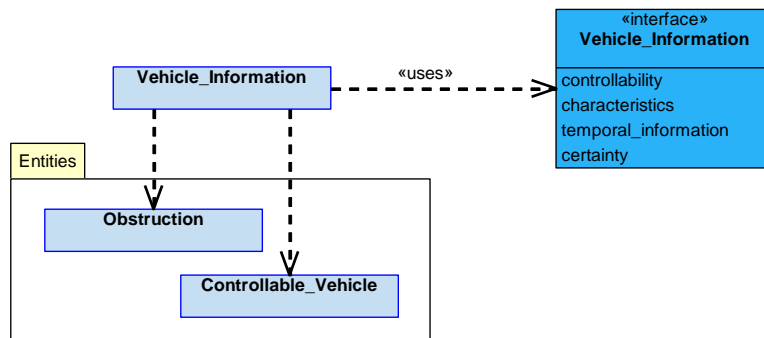 «interface»
Vehicle_Information
controllability
characteristics
temporal_information
certainty
Vehicle_Information
«uses»
Entities
Obstruction
Controllable_Vehicle